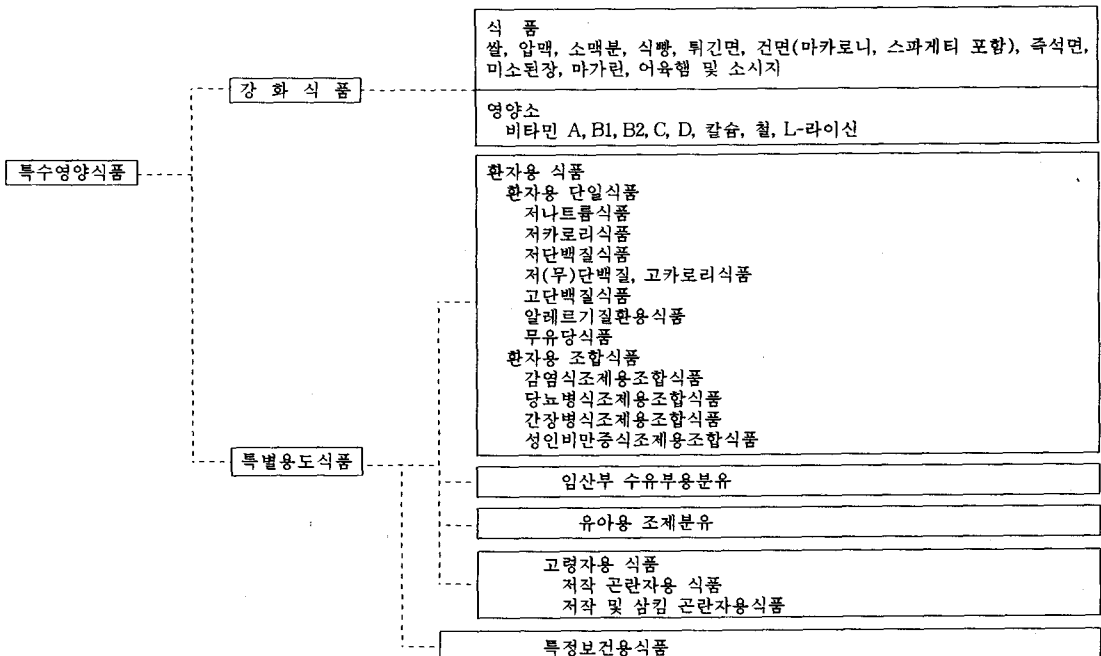 식 품
쌀, 압맥, 소맥분, 식빵, 튀긴면, 건면(마카로니, 스파게티 포함), 즉석면,
미소된장, 마가린, 어육햄 및 소시지
강 화 식 품
영양소
비타민 A, B1, B2, C, D, 칼슘, 철, L-라이신
특수영양식품
환자용 식품
환자용 단일식품
저나트륨식품
저카로리식품
저단백질식품
저(무)단백질, 고카로리식품
고단백질식품
알레르기질환용식품
무유당식품
환자용 조합식품
감염식조제용조합식품
당뇨병식조제용조합식품
간장병식조제용조합식품
성인비만증식조제용조합식품
특별용도식품
임산부 수유부용분유
유아용 조제분유
고령자용 식품
저작 곤란자용 식품
저작 및 삼킴 곤란자용식품
특정보건용식품